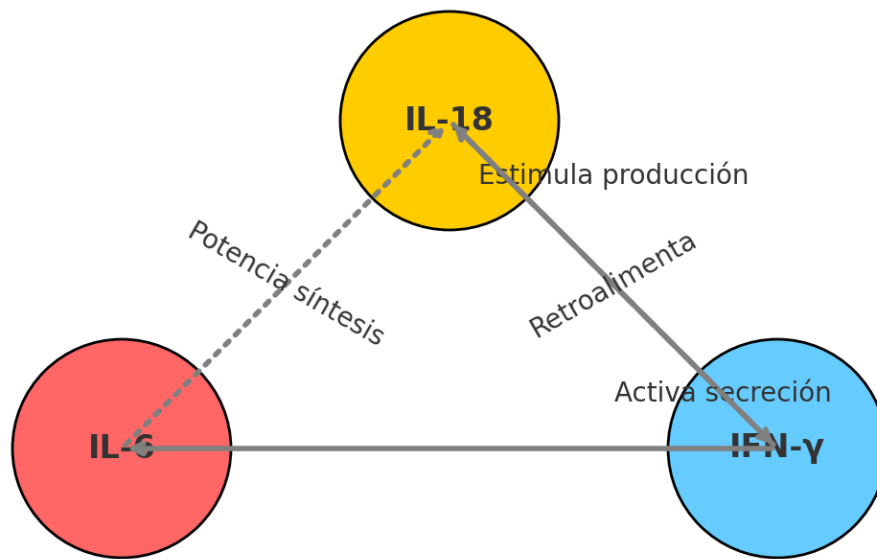 IL-18
Estimula producción
Potencia síntesis
Retroalimenta
Activa secreción
IL-6
IFN-γ